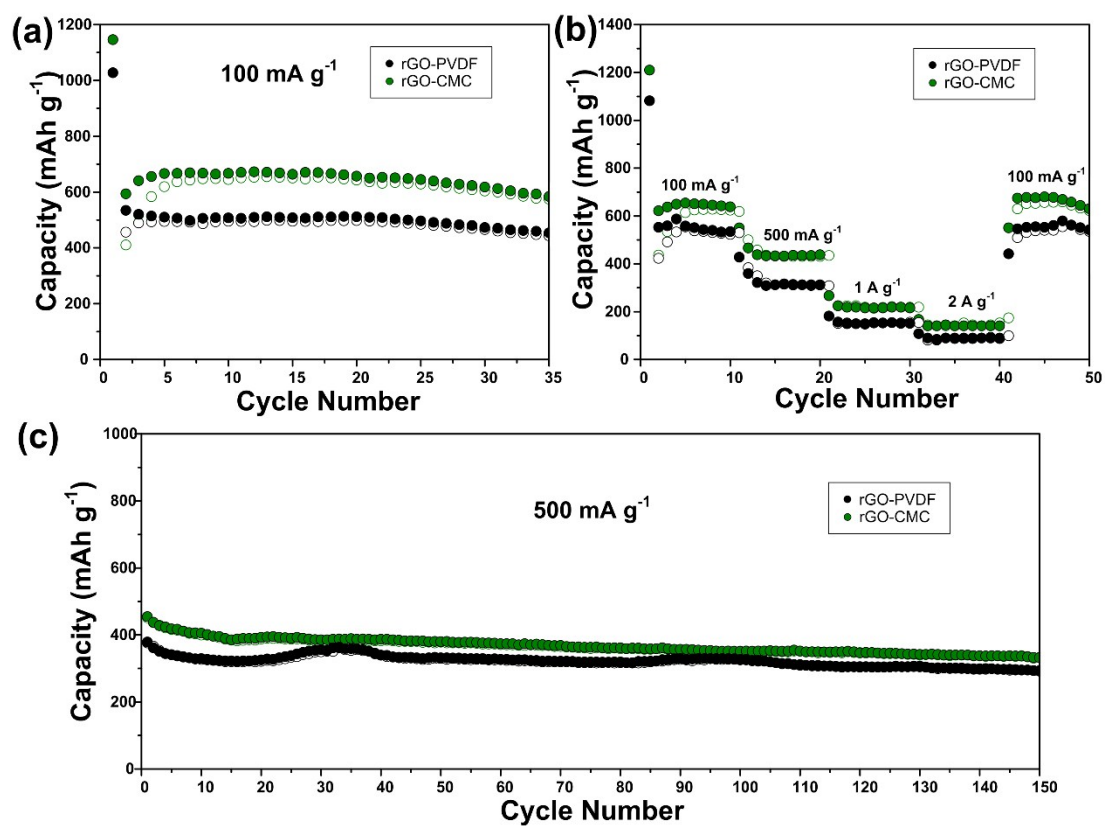 (a)
Capacity (mAh g⁻¹)
1200
1000
800
600
400
200
0
100 mA g⁻¹
rGO-PVDF
rGO-CMC
0 5 10 15 20 25 30 35
Cycle Number
(b)
Capacity (mAh g⁻¹)
1400
1200
1000
800
600
400
200
0
rGO-PVDF
rGO-CMC
100 mA g⁻¹
500 mA g⁻¹
1 A g⁻¹
2 A g⁻¹
100 mA g⁻¹
0 10 20 30 40 50
Cycle Number
(c)
Capacity (mAh g⁻¹)
1000
800
600
400
200
0
500 mA g⁻¹
rGO-PVDF
rGO-CMC
0 10 20 30 40 50 60 70 80 90 100 110 120 130 140 150
Cycle Number